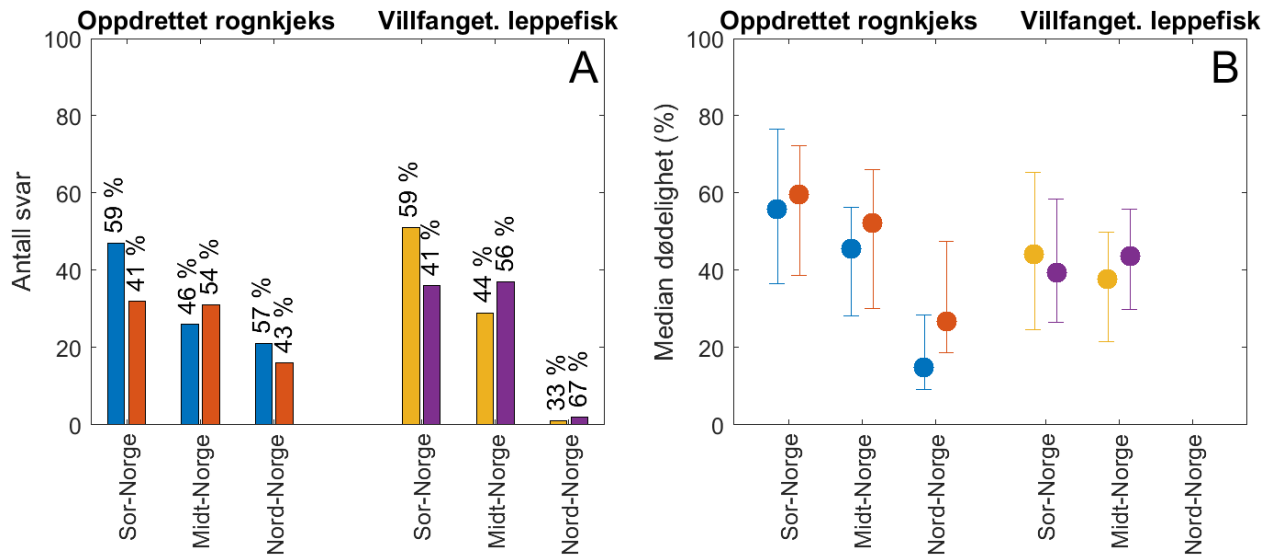 Oppdrettet rognkjeks
Villfanget. leppefisk
A
Antall svar
100
80
60
40
20
0
59 %
41 %
46 %
54 %
57 %
43 %
59 %
41 %
44 %
56 %
33 %
67 %
Sor-Norge
Midt-Norge
Nord-Norge
Sor-Norge
Midt-Norge
Nord-Norge
Oppdrettet rognkjeks
Villfanget. leppefisk
B
Median dødelighet (%)
100
80
60
40
20
0
Sor-Norge
Midt-Norge
Nord-Norge
Sor-Norge
Midt-Norge
Nord-Norge